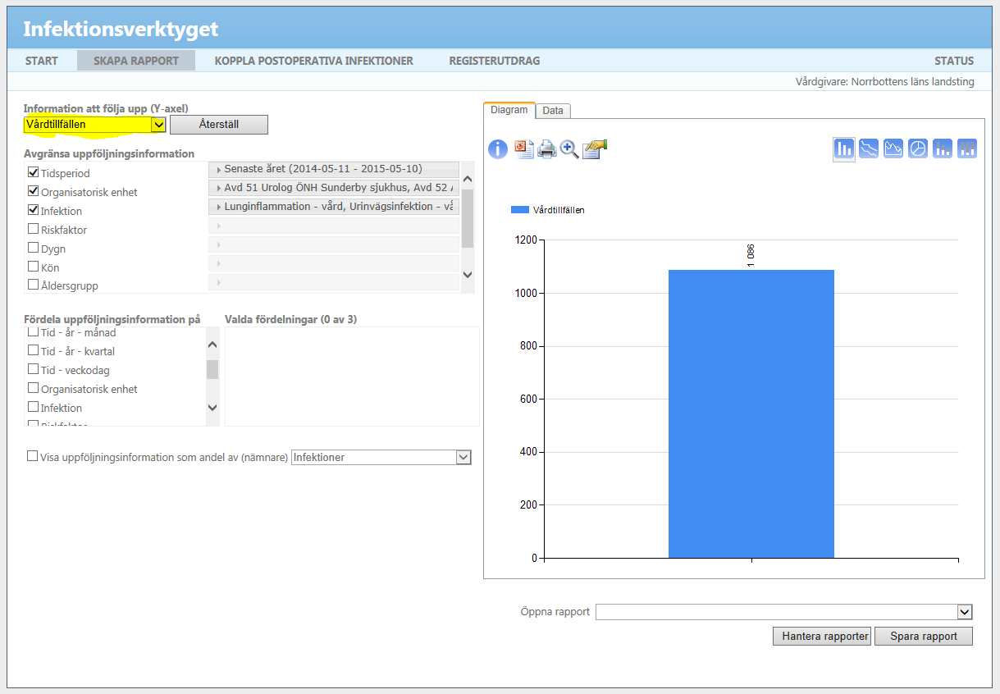 Infektionsverktyget
START SKAPA RAPPORT KOPPLA POSTOPERATIVA INFEKTIONER REGISTERUTDRAG STATUS
Vårdgivare: Norrbottens läns landsting
Information att följa upp (Y-axel)
Vårdtillfällen Återställ
Avgränsa uppföljningsinformation
Tidsperiod Senaste året (2014-05-11 - 2015-05-10)
Organisatorisk enhet Avd 51 Urolog ÖNH Sunderby sjukhus, Avd 52
Infektion Lunginflammation - vård, Urinvägsinfektion - vå
Riskfaktor
Dygn
Kön
Åldersgrupp
Fördela uppföljningsinformation på
Tid - år - månad
Tid - år - kvartal
Tid - veckodag
Organisatorisk enhet
Infektion
Riskfaktor
Valda fördelningar (0 av 3)
Visa uppföljningsinformation som andel av (nämnare) Infektioner
Diagram Data
Vårdtillfällen
1 086
1200
1000
800
600
400
200
0
Öppna rapport
Hantera rapporter Spara rapport